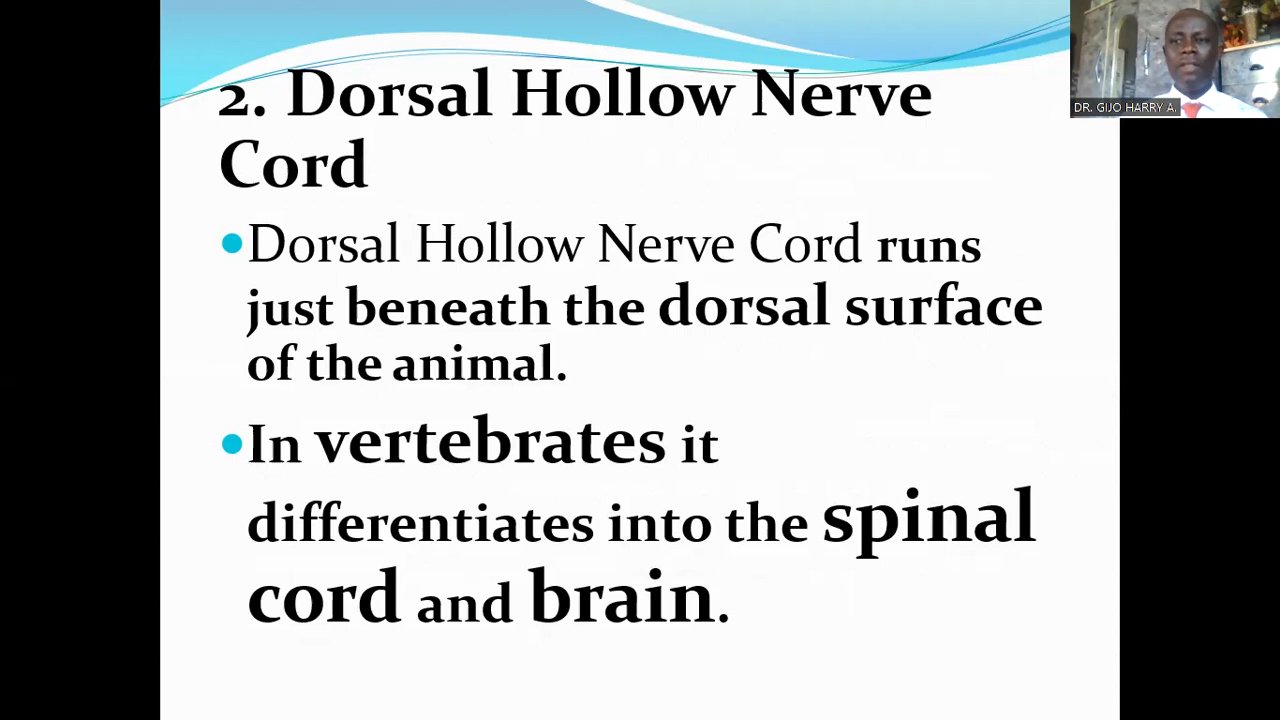 2. Dorsal Hollow Nerve
Cord
DR. GIJO HARRY A.
•Dorsal Hollow Nerve Cord runs
just beneath the dorsal surface
of the animal.
•In vertebrates it
differentiates into the spinal
cord and brain.